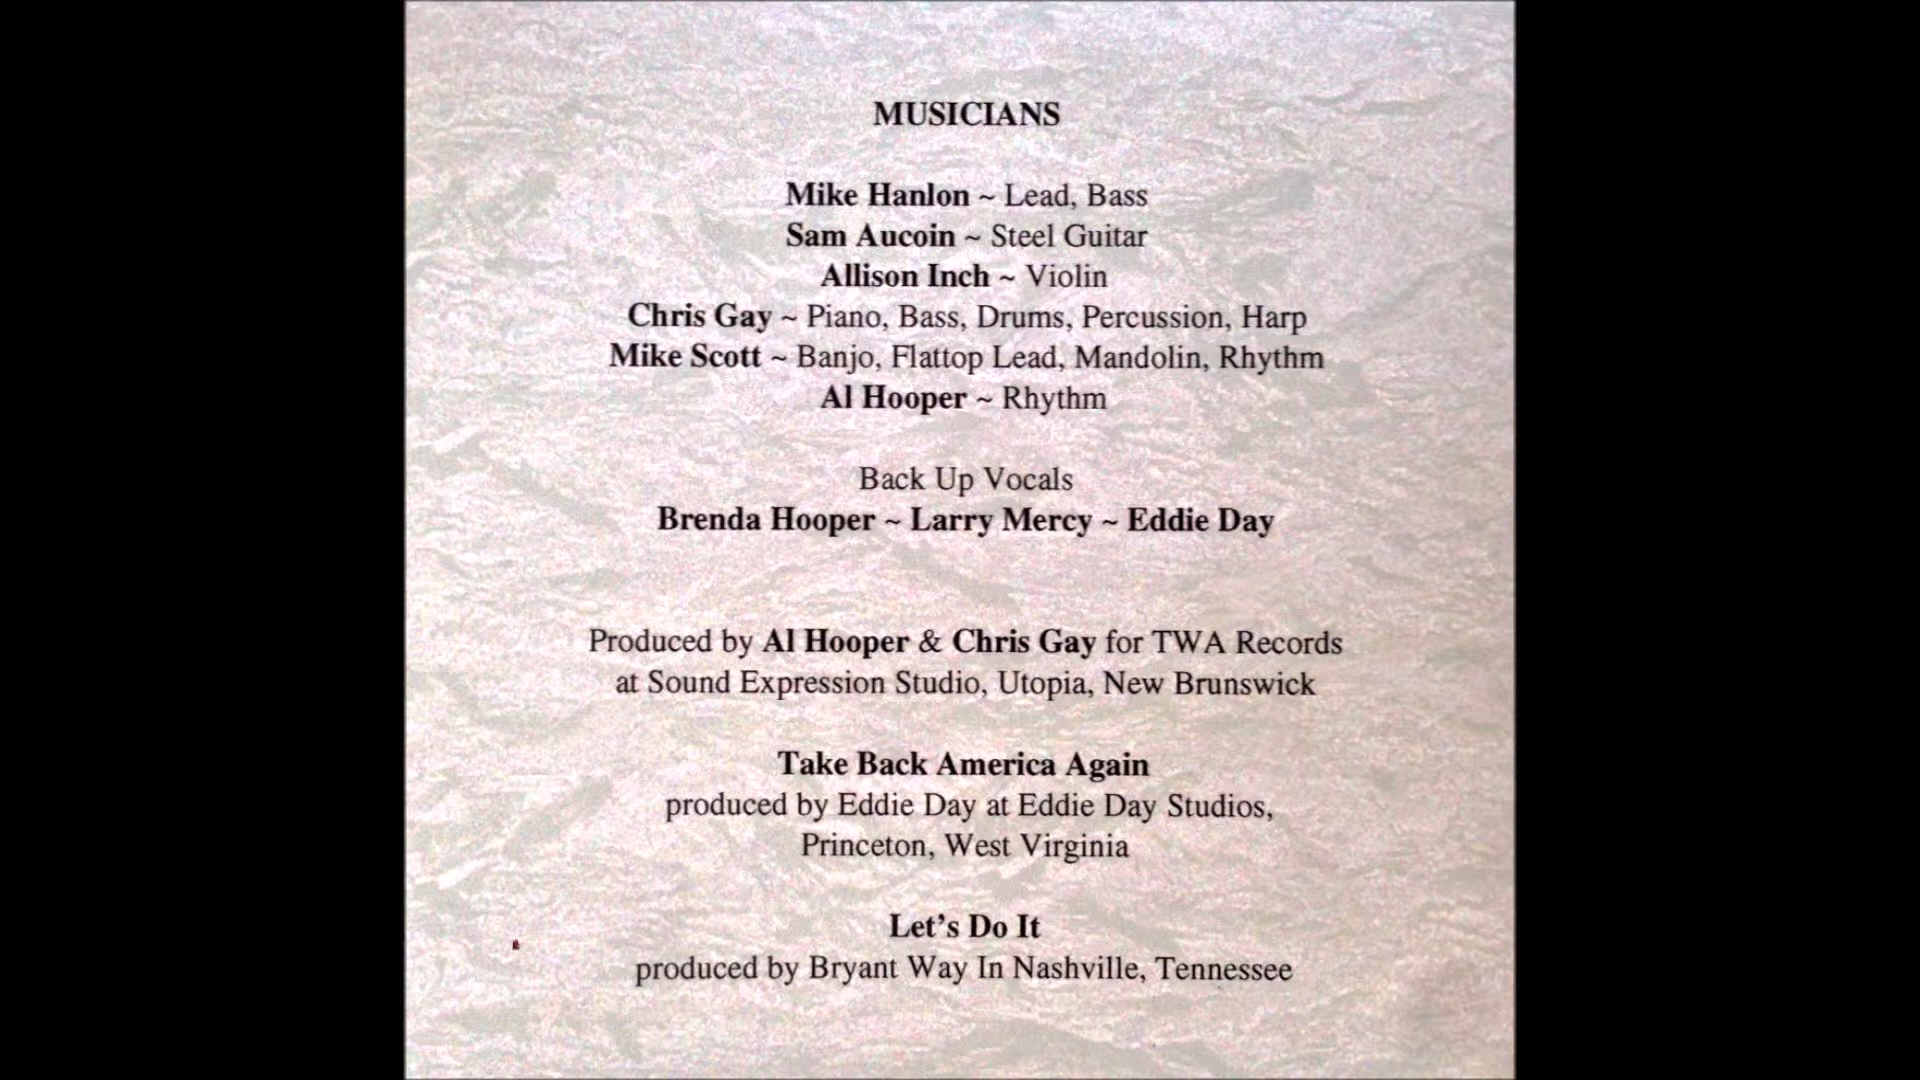 MUSICIANS
Mike Hanlon ~ Lead, Bass
Sam Aucoin ~ Steel Guitar
Allison Inch ~ Violin
Chris Gay ~ Piano, Bass, Drums, Percussion, Harp
Mike Scott ~ Banjo, Flattop Lead, Mandolin, Rhythm
Al Hooper ~ Rhythm
Back Up Vocals
Brenda Hooper ~ Larry Mercy ~ Eddie Day
Produced by Al Hooper & Chris Gay for TWA Records
at Sound Expression Studio, Utopia, New Brunswick
Take Back America Again
produced by Eddie Day at Eddie Day Studios,
Princeton, West Virginia
Let's Do It
produced by Bryant Way In Nashville, Tennessee